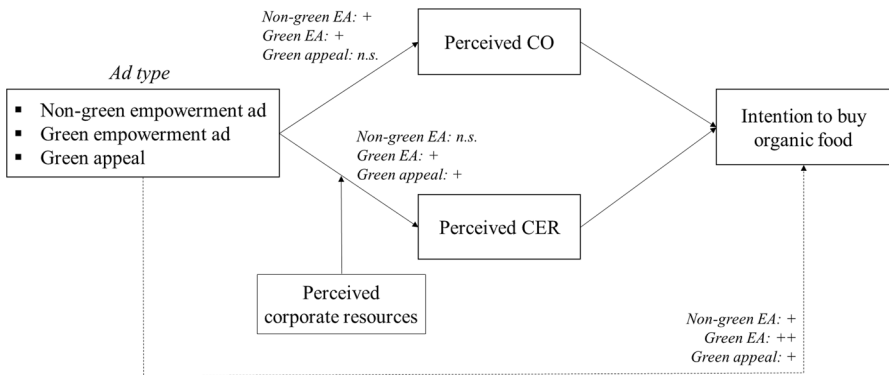 Non-green EA: +
Green EA: +
Green appeal: n.s.
Perceived CO
Ad type
▪ Non-green empowerment ad
▪ Green empowerment ad
▪ Green appeal
Intention to buy
organic food
Non-green EA: n.s.
Green EA: +
Green appeal: +
Perceived CER
Perceived
corporate resources
Non-green EA: +
Green EA: ++
Green appeal: +